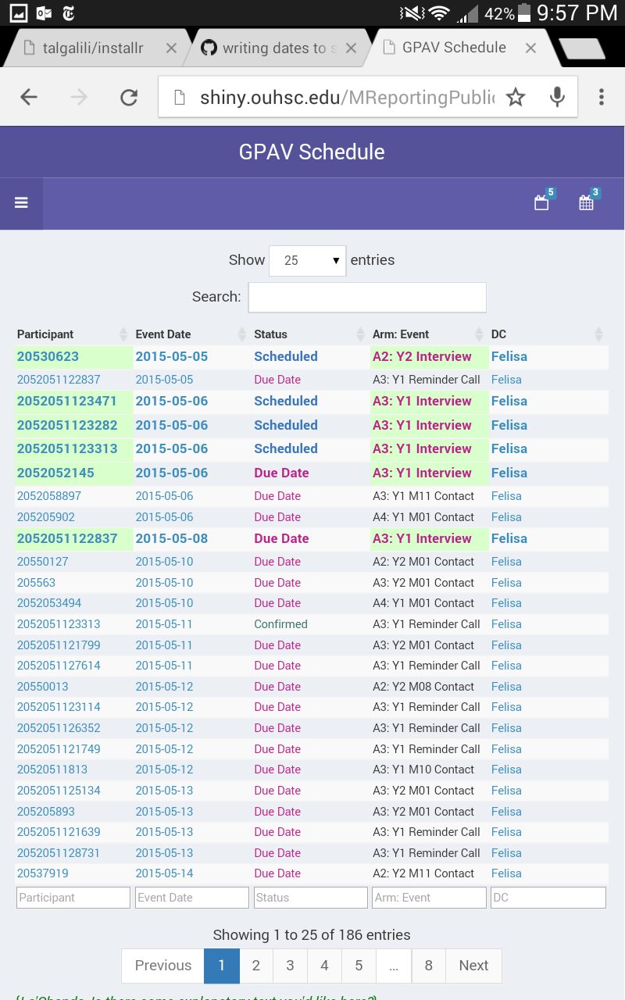 42% 9:57 PM
talgalili/installr × writing dates to s × GPAV Schedule ×
shiny.ouhsc.edu/MReportingPublic
GPAV Schedule
5 3
Show 25 entries
Search:
Participant Event Date Status Arm: Event DC
20530623 2015-05-05 Scheduled A2: Y2 Interview Felisa
2052051122837 2015-05-05 Due Date A3: Y1 Reminder Call Felisa
2052051123471 2015-05-06 Scheduled A3: Y1 Interview Felisa
2052051123282 2015-05-06 Scheduled A3: Y1 Interview Felisa
2052051123313 2015-05-06 Scheduled A3: Y1 Interview Felisa
2052052145 2015-05-06 Due Date A3: Y1 Interview Felisa
2052058897 2015-05-06 Due Date A3: Y1 M11 Contact Felisa
205205902 2015-05-06 Due Date A4: Y1 M01 Contact Felisa
2052051122837 2015-05-08 Due Date A3: Y1 Interview Felisa
20550127 2015-05-10 Due Date A2: Y2 M01 Contact Felisa
205563 2015-05-10 Due Date A3: Y2 M01 Contact Felisa
2052053494 2015-05-10 Due Date A4: Y1 M01 Contact Felisa
2052051123313 2015-05-11 Confirmed A3: Y1 Reminder Call Felisa
2052051121799 2015-05-11 Due Date A3: Y2 M01 Contact Felisa
2052051127614 2015-05-11 Due Date A3: Y1 Reminder Call Felisa
20550013 2015-05-12 Due Date A2: Y2 M08 Contact Felisa
2052051123114 2015-05-12 Due Date A3: Y1 Reminder Call Felisa
2052051126352 2015-05-12 Due Date A3: Y1 Reminder Call Felisa
2052051121749 2015-05-12 Due Date A3: Y1 Reminder Call Felisa
2052051813 2015-05-12 Due Date A3: Y1 M10 Contact Felisa
2052051125134 2015-05-13 Due Date A3: Y2 M01 Contact Felisa
205205893 2015-05-13 Due Date A3: Y2 M01 Contact Felisa
2052051121639 2015-05-13 Due Date A3: Y1 Reminder Call Felisa
2052051128731 2015-05-13 Due Date A3: Y1 Reminder Call Felisa
20537919 2015-05-14 Due Date A2: Y2 M11 Contact Felisa
Participant Event Date Status Arm: Event DC
Showing 1 to 25 of 186 entries
Previous 1 2 3 4 5 ... 8 Next
Is there some explanatory text you'd like here?